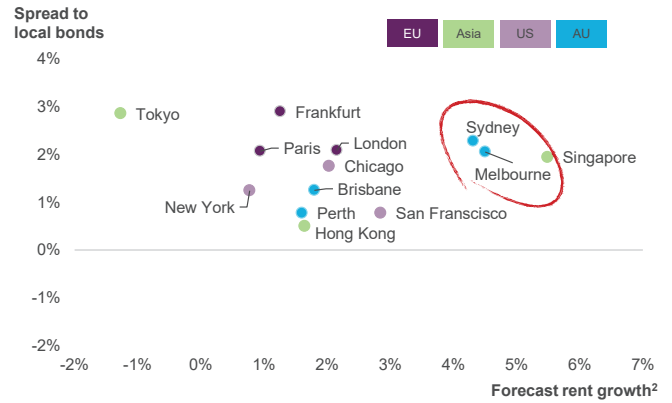 Spread to
local bonds
EU Asia US AU
4%
3%
Tokyo
Frankfurt
Sydney
Paris
London
2%
Singapore
Chicago
Melbourne
New York
Brisbane
1%
Perth
San Franscisco
Hong Kong
0%
-1%
-2%
-2% -1% 0% 1% 2% 3% 4% 5% 6% 7%
Forecast rent growth2